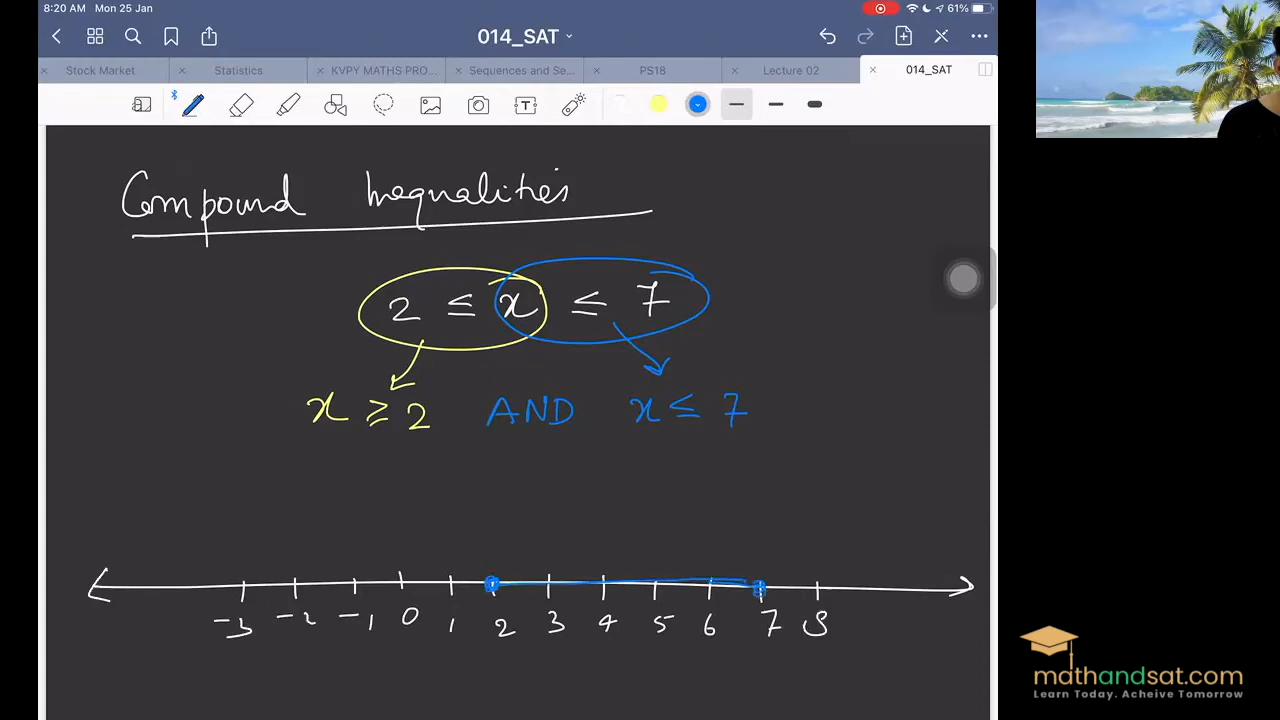 8:20 AM Mon 25 Jan
61%
014_SAT
Stock Market
Statistics
KVPY MATHS PRO...
Sequences and Se...
PS18
Lecture 02
014_SAT
T
Compound Inequalities
2 ≤ x ≤ 7
x ≥ 2 AND x ≤ 7
-3 -2 -1 0 1 2 3 4 5 6 7 8
mathandsat.com
Learn Today. Acheive Tomorrow